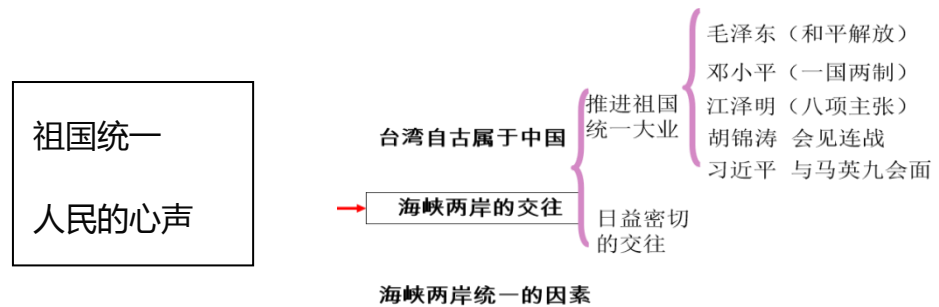 祖国统一
人民的心声
台湾自古属于中国
海峡两岸的交往
海峡两岸统一的因素
推进祖国
统一大业
日益密切
的交往
毛泽东（和平解放）
邓小平（一国两制）
江泽明（八项主张）
胡锦涛 会见连战
习近平 与马英九会面